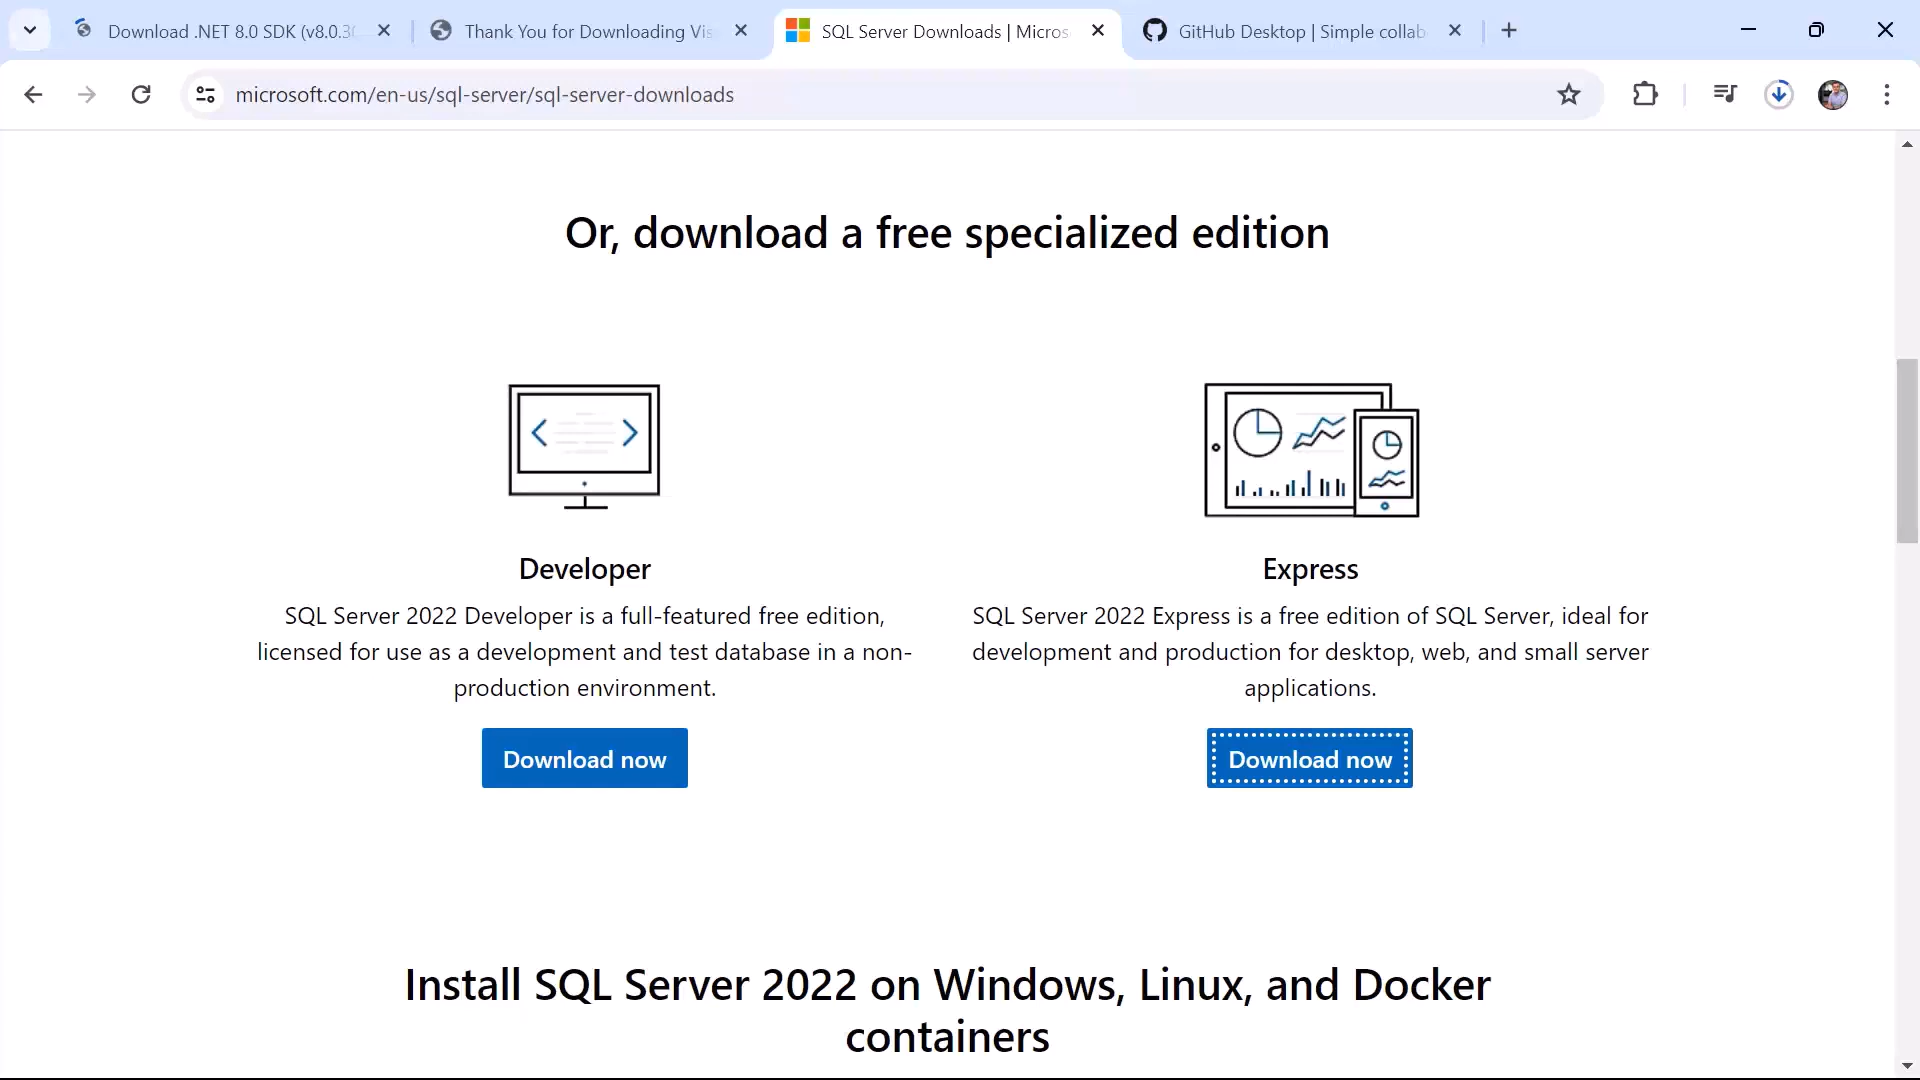 Download .NET 8.0 SDK (v8.0.30
Thank You for Downloading Vis
SQL Server Downloads | Micros
GitHub Desktop | Simple collab
microsoft.com/en-us/sql-server/sql-server-downloads
Or, download a free specialized edition
Developer
SQL Server 2022 Developer is a full-featured free edition,
licensed for use as a development and test database in a non-
production environment.
Download now
Express
SQL Server 2022 Express is a free edition of SQL Server, ideal for
development and production for desktop, web, and small server
applications.
Download now
Install SQL Server 2022 on Windows, Linux, and Docker
containers